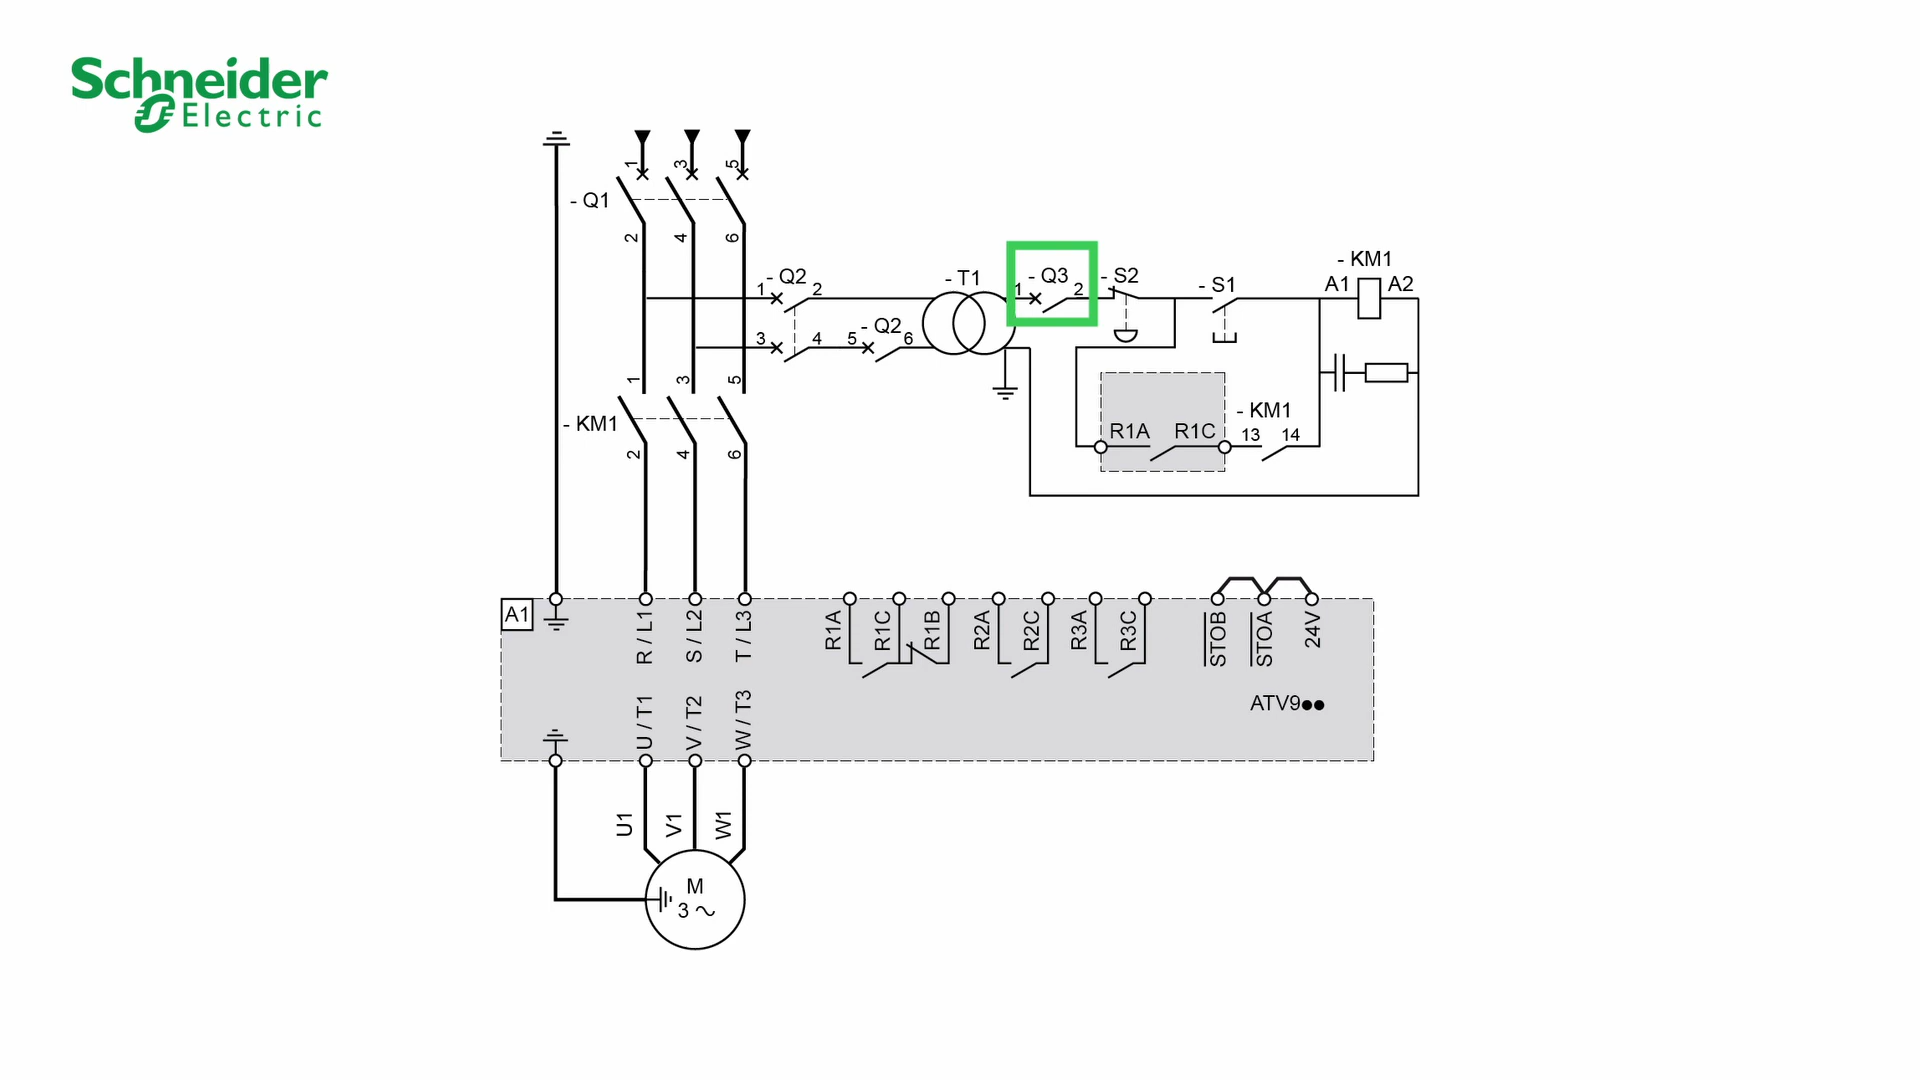 Schneider
Electric
1 3 5
- Q1
2 4 6
- Q2
1 2
3 4
5 - Q2 6
- T1
1 - Q3 2
- S2
- S1
- KM1
A1 A2
1 3 5
- KM1
2 4 6
R1A R1C
- KM1
13 14
A1
R / L1
S / L2
T / L3
R1A
R1C
R1B
R2A
R2C
R3A
R3C
STOB
STOA
24V
ATV9●●
U / T1
V / T2
W / T3
U1
V1
W1
M
3 ~